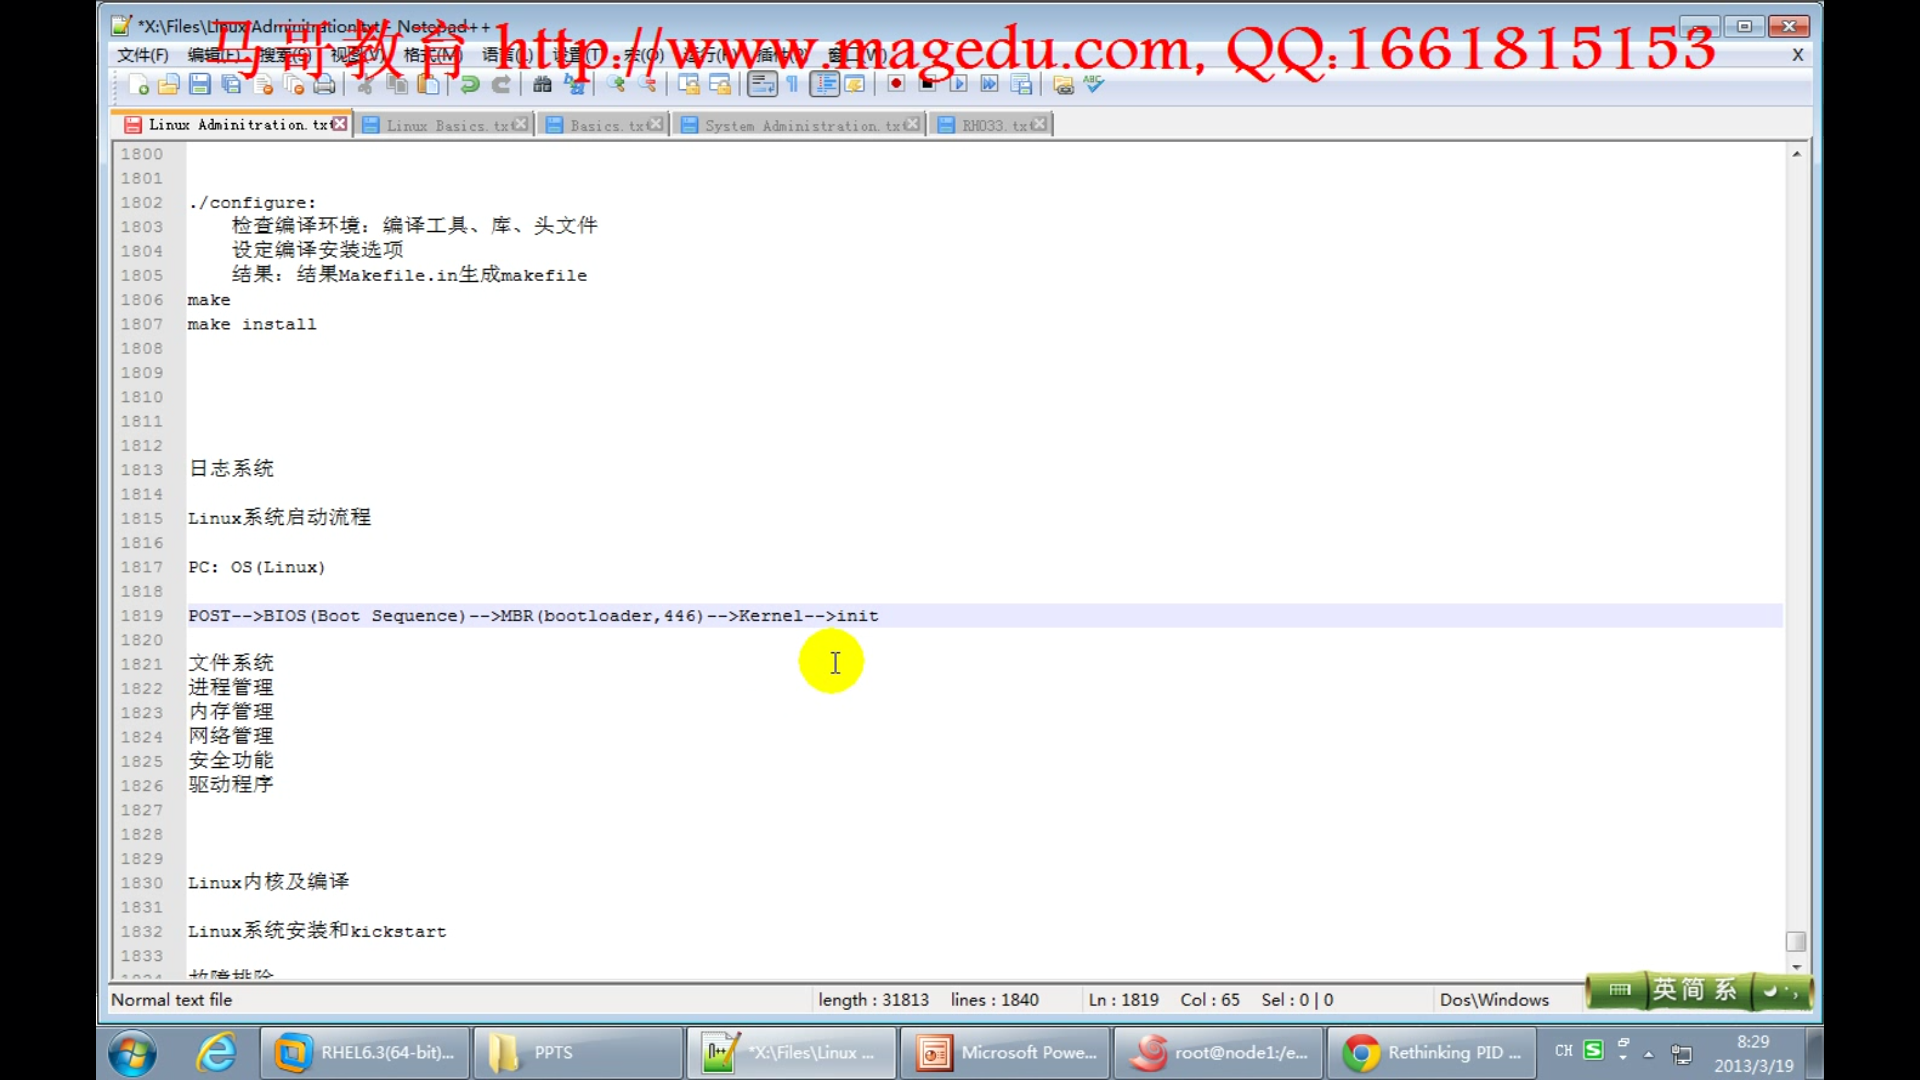 *X:\Files\Linux Adminitration.txt - Notepad++
马哥教育 http://www.magedu.com, QQ:1661815153
文件(F) 编辑(E) 搜索(S) 视图(V) 格式(M) 语言(L) 设置(T) 宏(O) 运行(R) 插件(P) 窗口(W) X
Linux Adminitration.txt Linux Basics.txt Basics.txt System Administration.txt RH033.txt
1800
1801
1802 ./configure:
1803 检查编译环境：编译工具、库、头文件
1804 设定编译安装选项
1805 结果：结果Makefile.in生成makefile
1806 make
1807 make install
1808
1809
1810
1811
1812
1813 日志系统
1814
1815 Linux系统启动流程
1816
1817 PC: OS(Linux)
1818
1819 POST-->BIOS(Boot Sequence)-->MBR(bootloader,446)-->Kernel-->init
1820
1821 文件系统
1822 进程管理
1823 内存管理
1824 网络管理
1825 安全功能
1826 驱动程序
1827
1828
1829
1830 Linux内核及编译
1831
1832 Linux系统安装和kickstart
1833
1834 故障排除
Normal text file length : 31813 lines : 1840 Ln : 1819 Col : 65 Sel : 0 | 0 Dos\Windows
英简系
RHEL6.3(64-bit)... PPTS *X:\Files\Linux ... Microsoft Powe... root@node1:/e... Rethinking PID ... CH S 8:29
2013/3/19